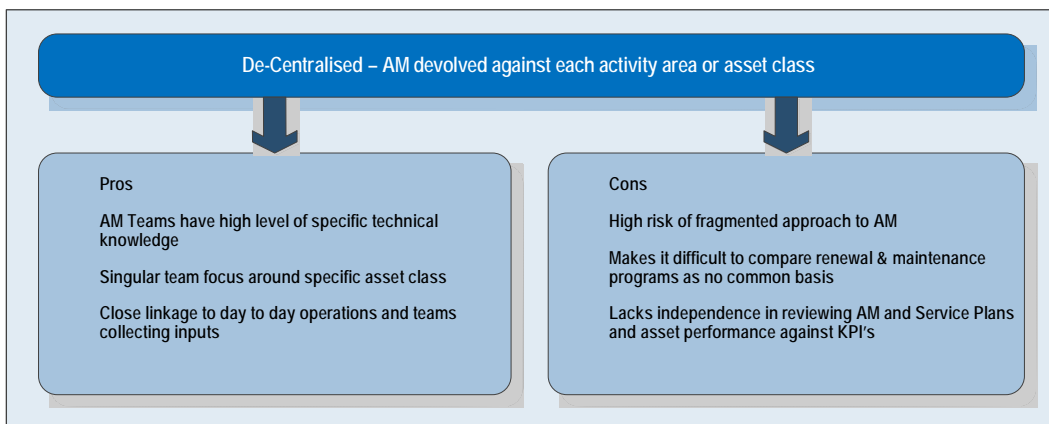 De-Centralised – AM devolved against each activity area or asset class
Pros
AM Teams have high level of specific technical
knowledge
Singular team focus around specific asset class
Close linkage to day to day operations and teams
collecting inputs
Cons
High risk of fragmented approach to AM
Makes it difficult to compare renewal & maintenance
programs as no common basis
Lacks independence in reviewing AM and Service Plans
and asset performance against KPI's